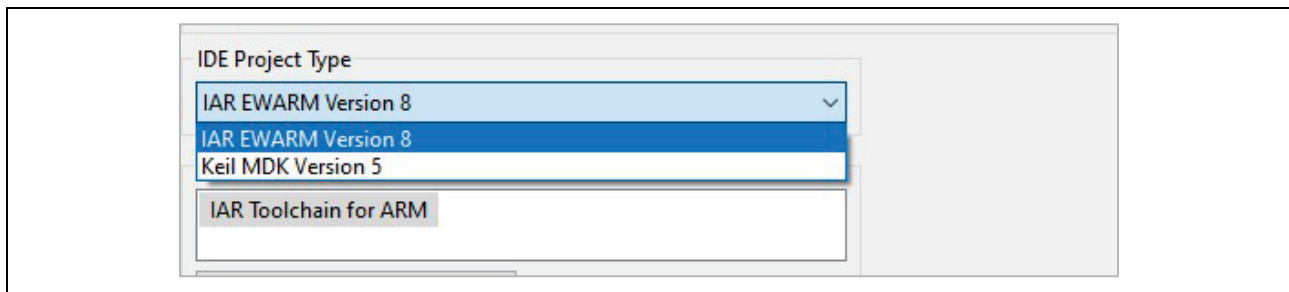 IDE Project Type
IAR EWARM Version 8
IAR EWARM Version 8
Keil MDK Version 5
IAR Toolchain for ARM